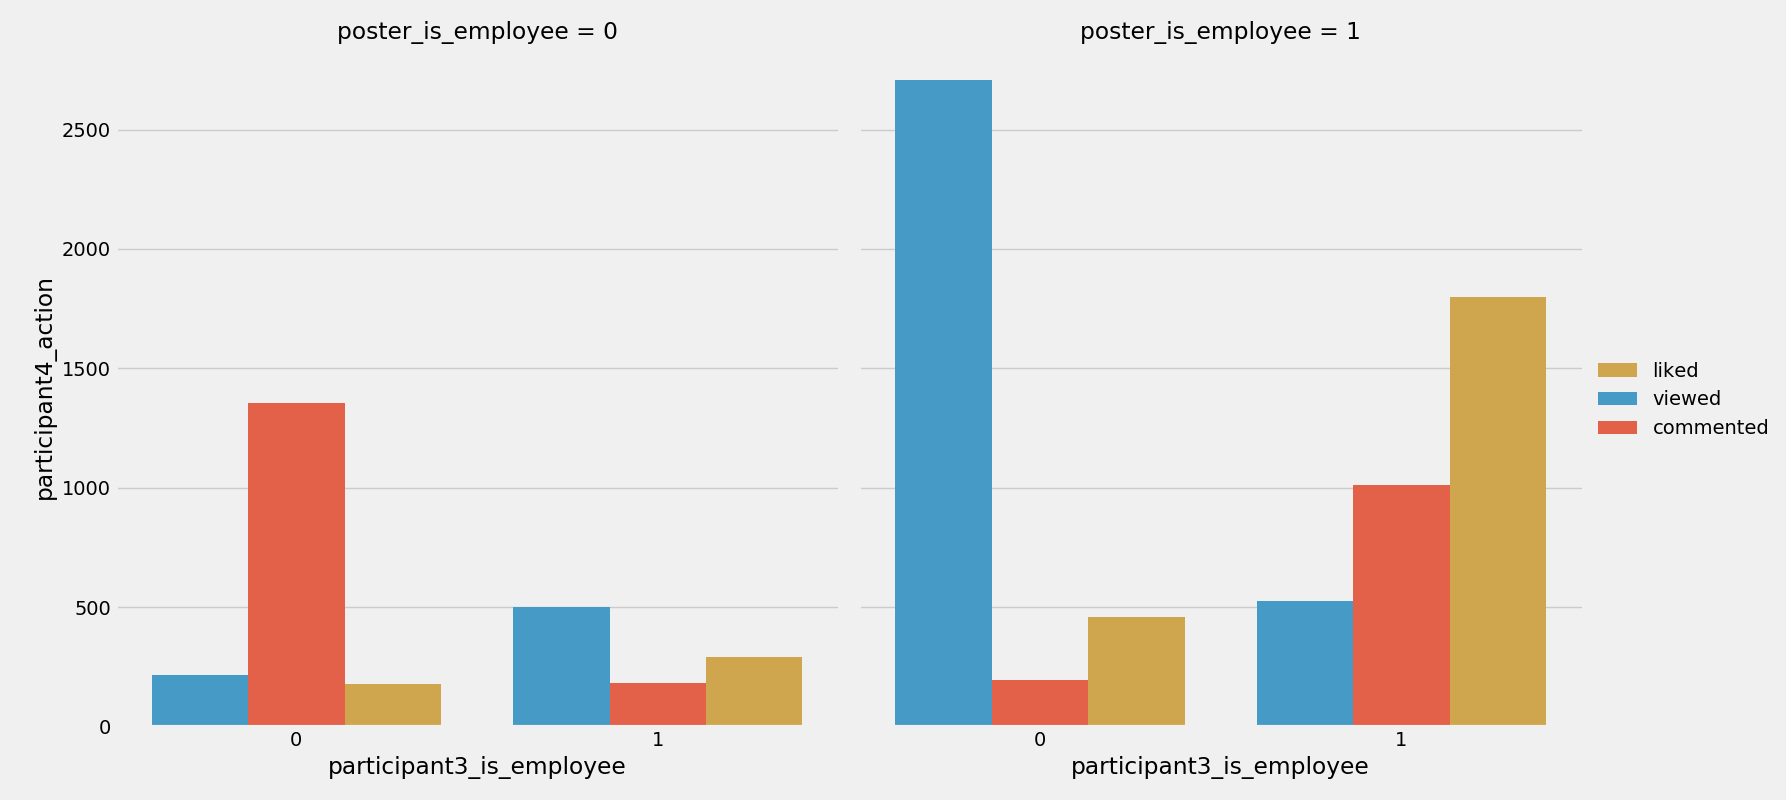 poster_is_employee = 0
poster_is_employee = 1
participant4_action
2500
2000
1500
1000
500
0
0
1
participant3_is_employee
0
1
participant3_is_employee
liked
viewed
commented